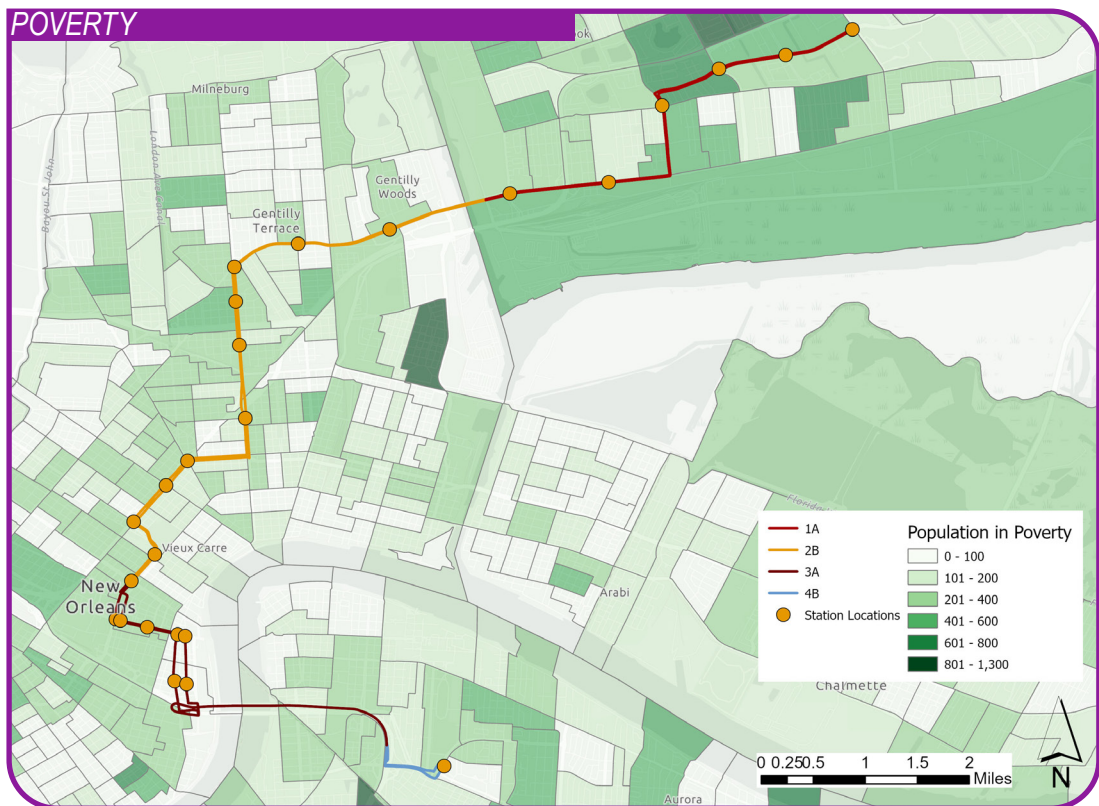 POVERTY
ook
Milneburg
London Ave Canal
Bayou St John
Gentilly
Woods
Gentilly
Terrace
Vieux Carre
New
Orleans
Arabi
Florida
Chalmette
Aurora
1A
2B
3A
4B
Station Locations
Population in Poverty
0 - 100
101 - 200
201 - 400
401 - 600
601 - 800
801 - 1,300
0 0.25 0.5 1 1.5 2
Miles
N